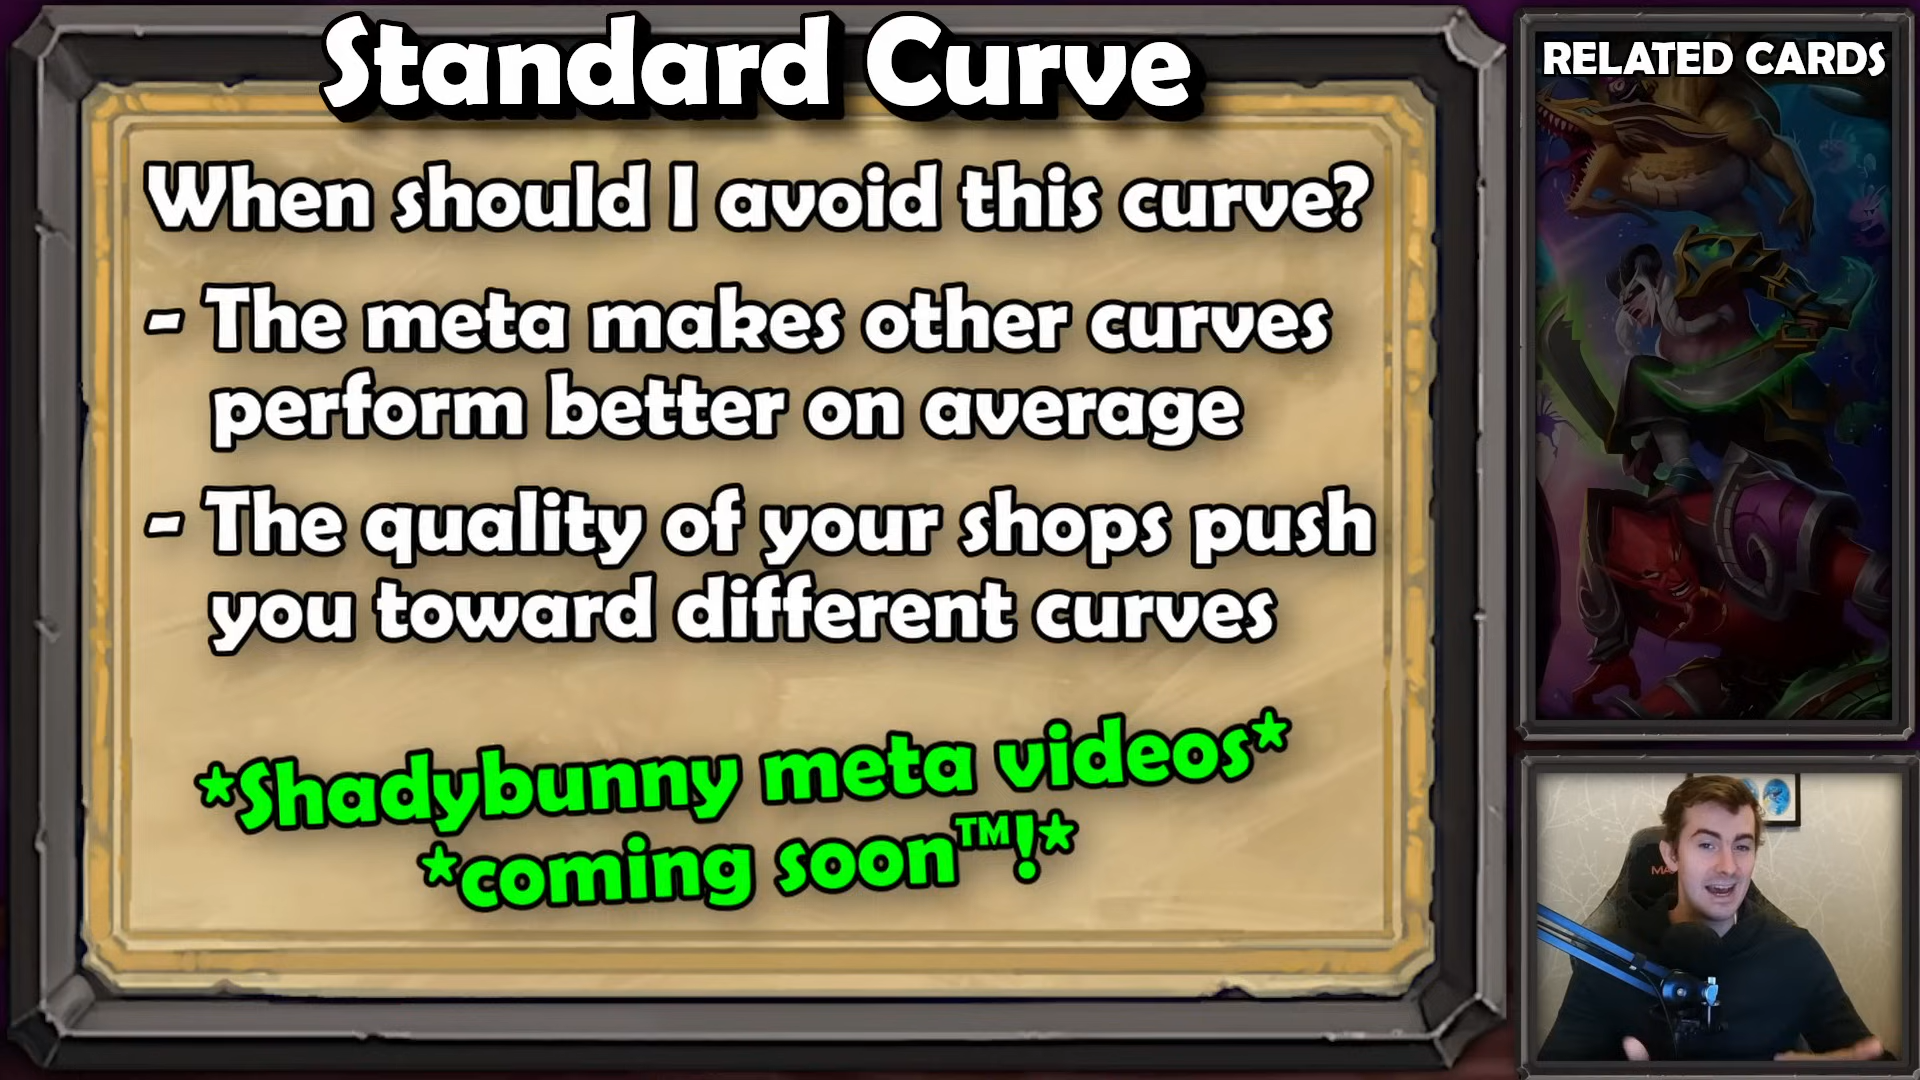 Standard Curve
RELATED CARDS
When should I avoid this curve?
- The meta makes other curves
perform better on average
- The quality of your shops push
you toward different curves
*Shadybunny meta videos*
*coming soon™!*